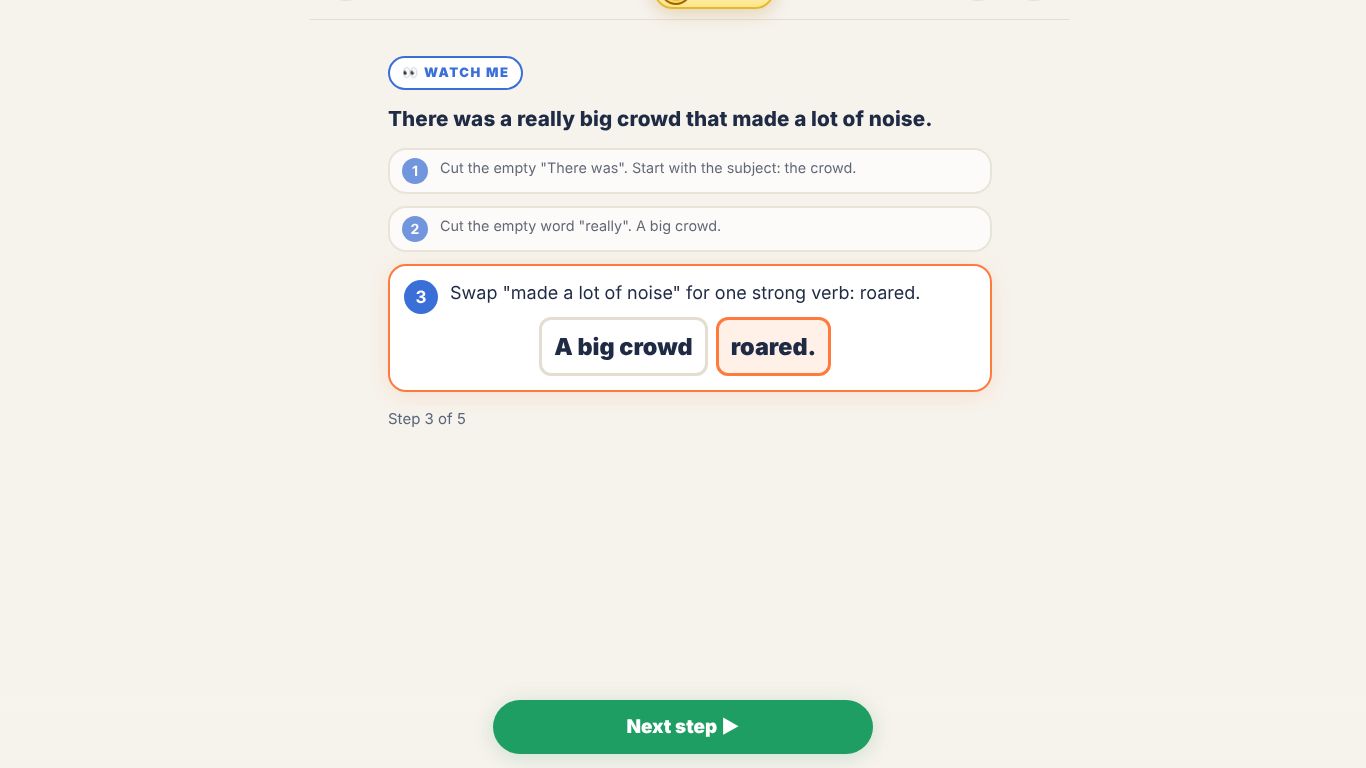 👀 WATCH ME
There was a really big crowd that made a lot of noise.
1 Cut the empty "There was". Start with the subject: the crowd.
2 Cut the empty word "really". A big crowd.
3 Swap "made a lot of noise" for one strong verb: roared.
A big crowd roared.
Step 3 of 5
Next step ▶